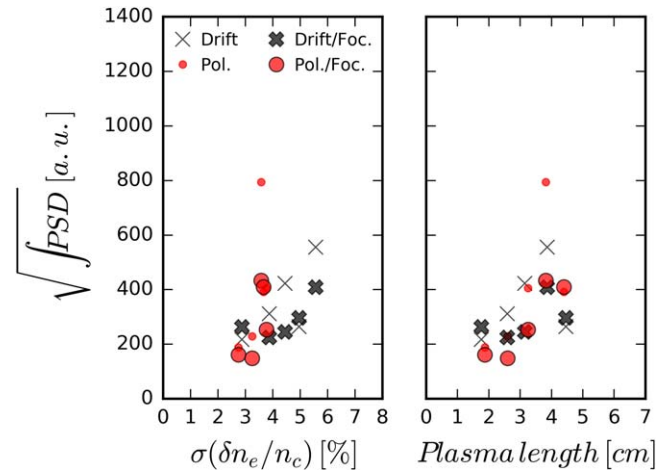 1400
1200
1000
800
600
400
200
0
√∫PSD [a. u.]
× Drift
✖ Drift/Foc.
Pol.
Pol./Foc.
0 1 2 3 4 5 6 7 8
0 1 2 3 4 5 6 7
σ(δnₑ/n_c) [%]
Plasma length [cm]